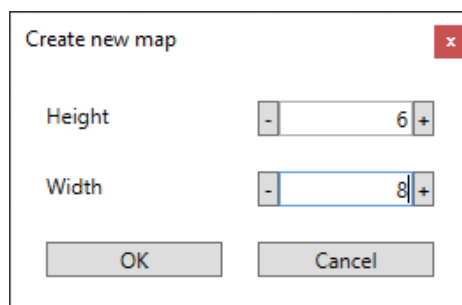 Create new map x
Height - 6 +
Width - 8 +
OK Cancel